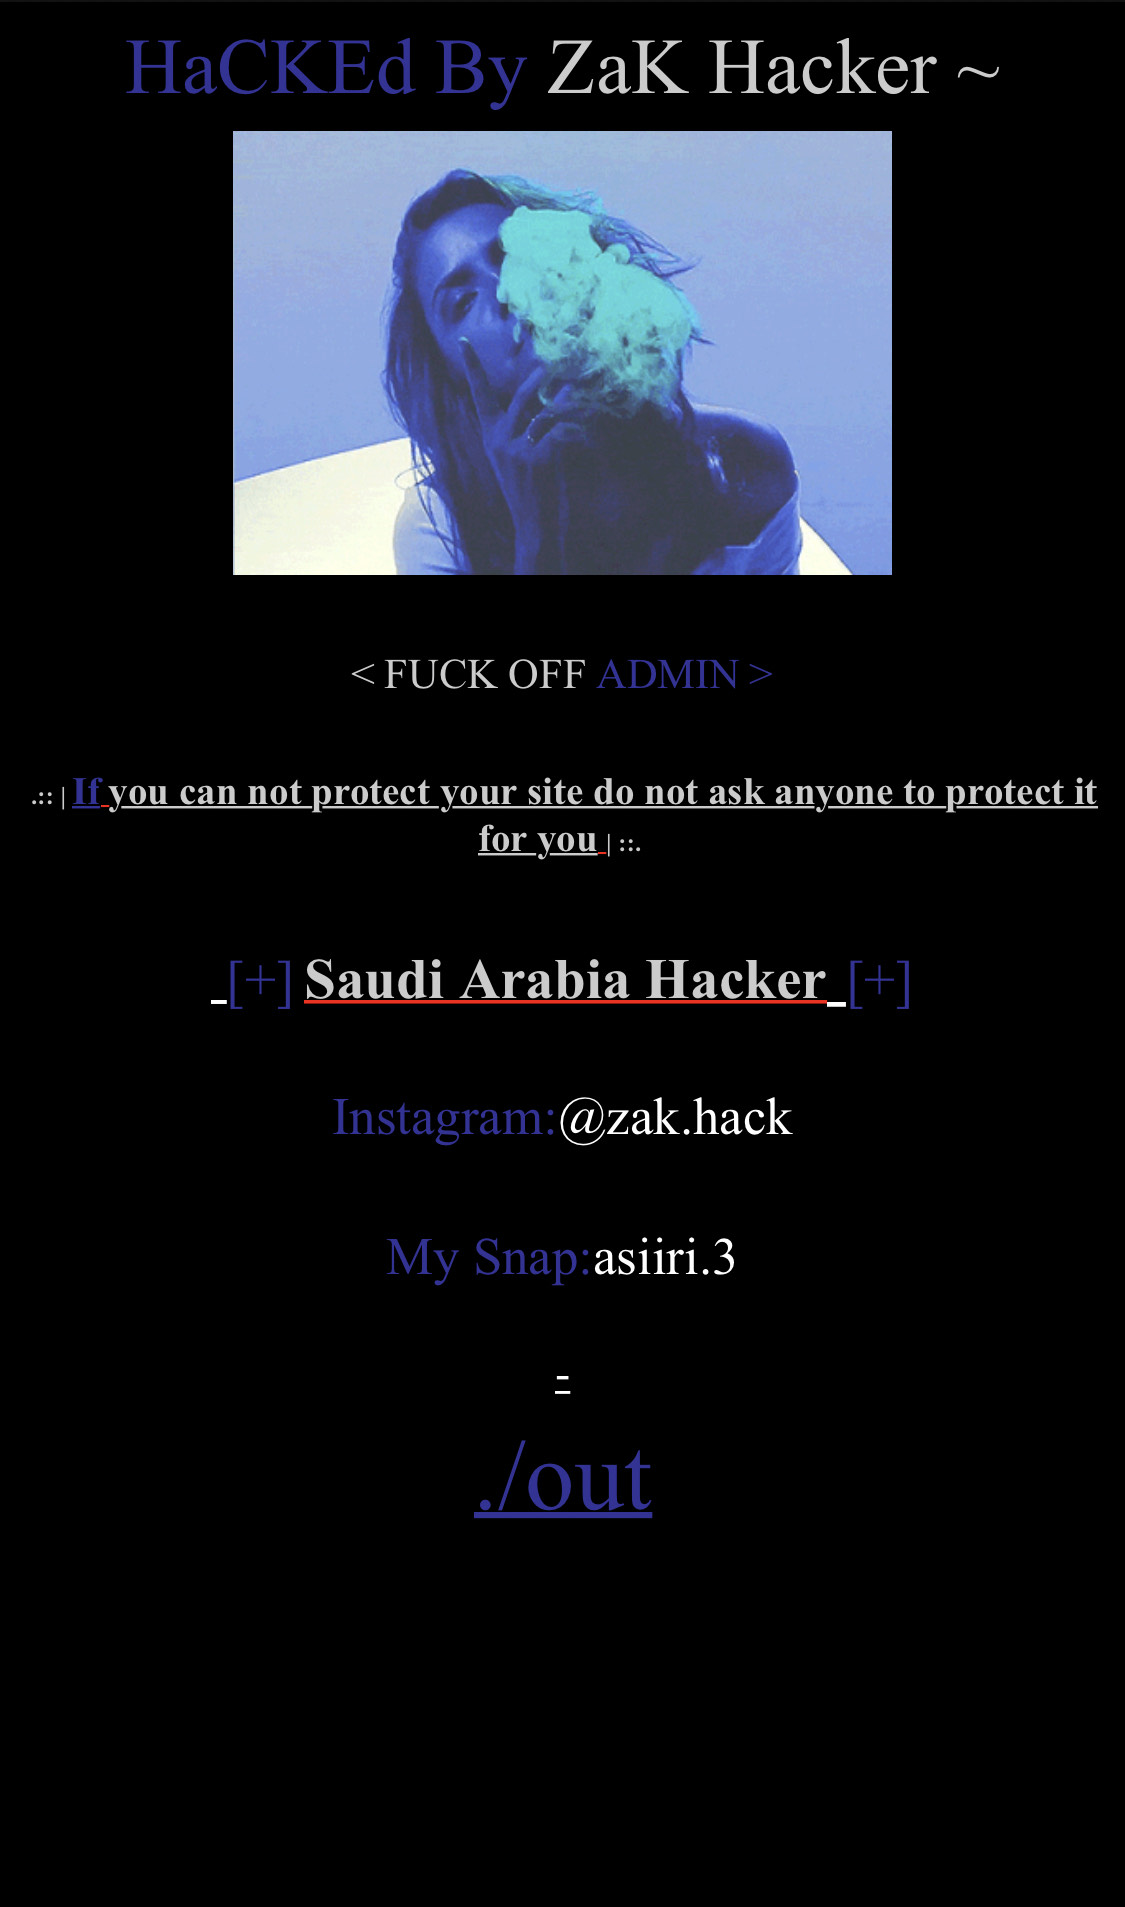 HaCKEd By ZaK Hacker ~
< FUCK OFF ADMIN >
.:: | If you can not protect your site do not ask anyone to protect it
for you | ::.
[+] Saudi Arabia Hacker [+]
Instagram:@zak.hack
My Snap:asiiri.3
-
./out